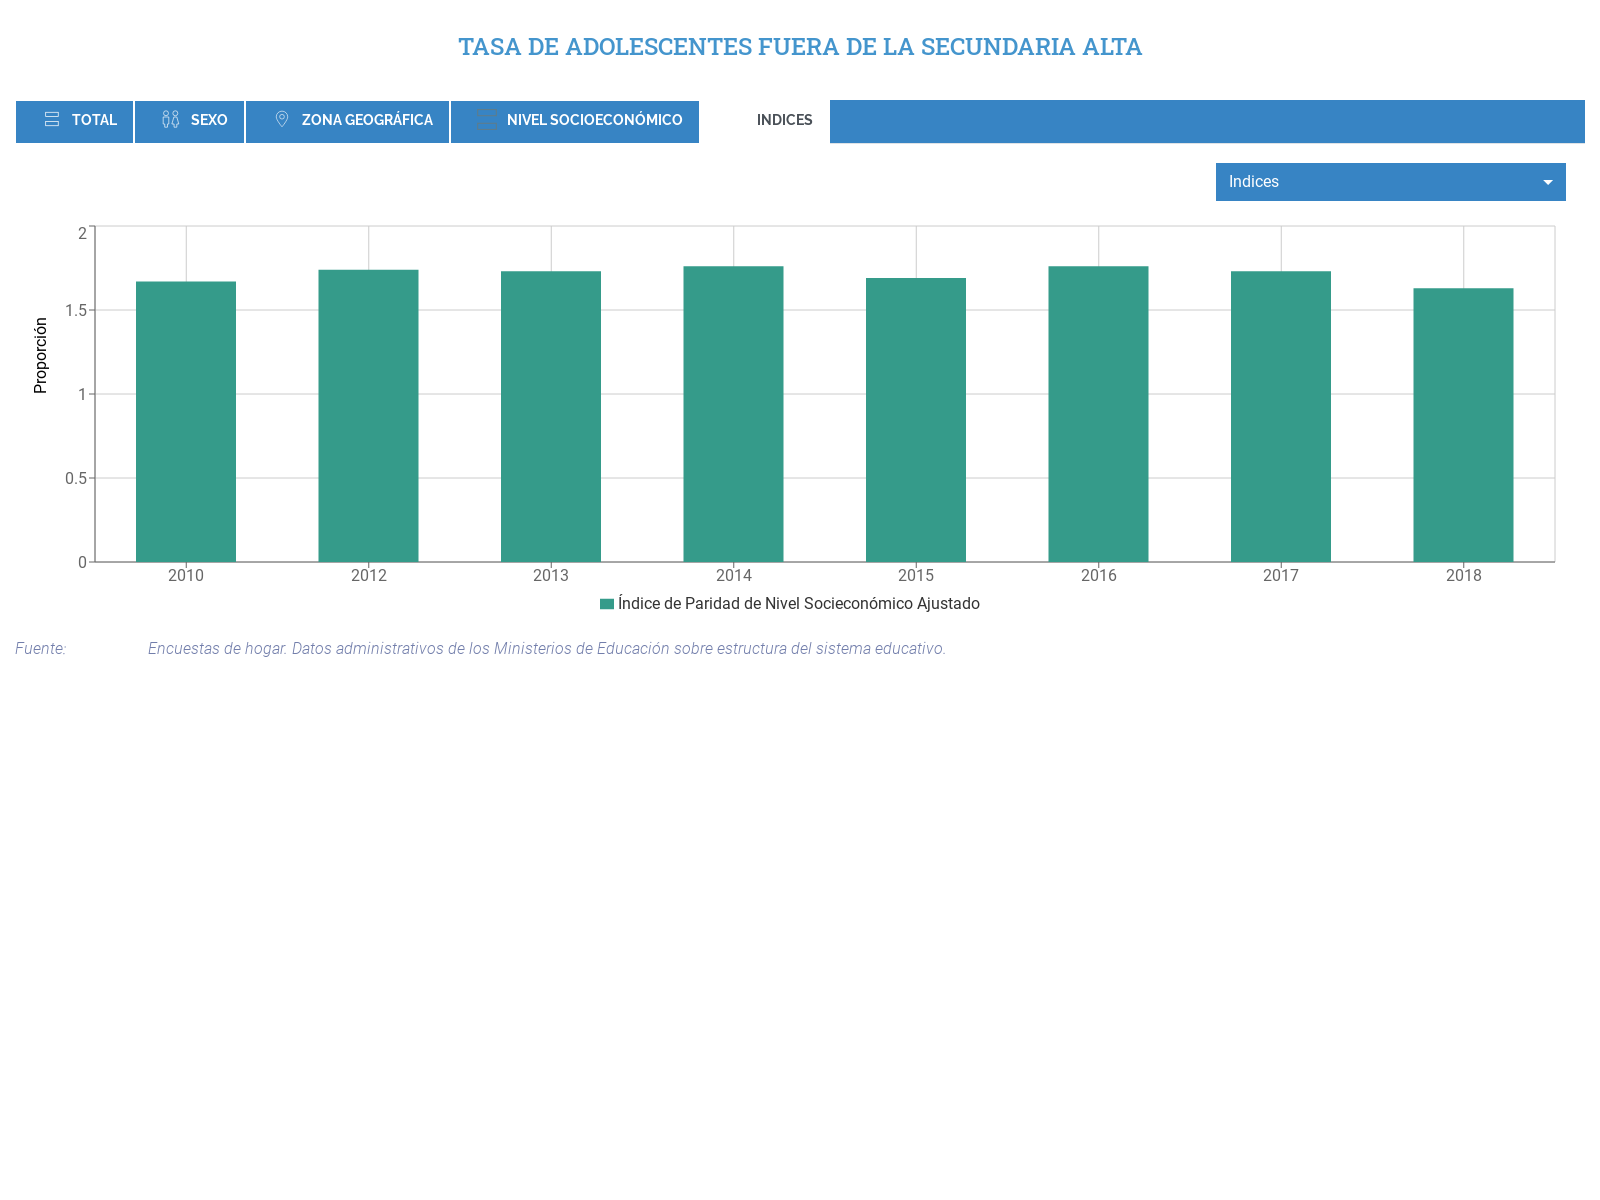 TASA DE ADOLESCENTES FUERA DE LA SECUNDARIA ALTA
TOTAL SEXO ZONA GEOGRÁFICA NIVEL SOCIOECONÓMICO INDICES
Indices
2
1.5
1
0.5
0
Proporción
2010 2012 2013 2014 2015 2016 2017 2018
Índice de Paridad de Nivel Socieconómico Ajustado
Fuente: Encuestas de hogar. Datos administrativos de los Ministerios de Educación sobre estructura del sistema educativo.